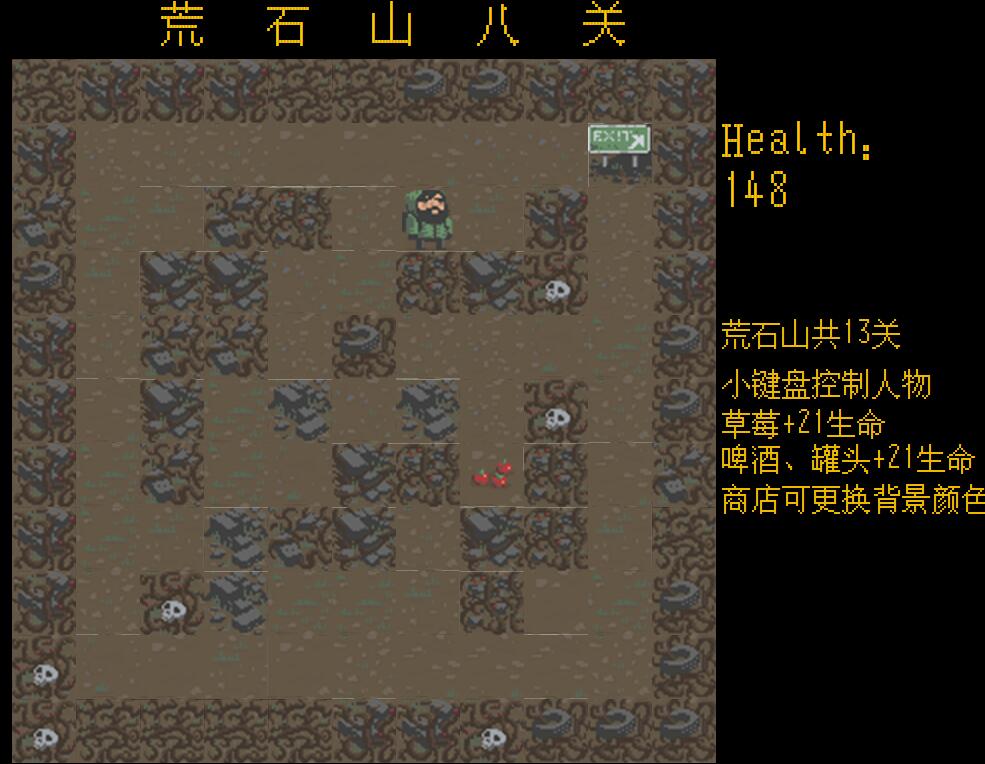 荒石山八关
EXIT
Health:
148
荒石山共13关
小键盘控制人物
草莓+21生命
啤酒、罐头+21生命
商店可更换背景颜色